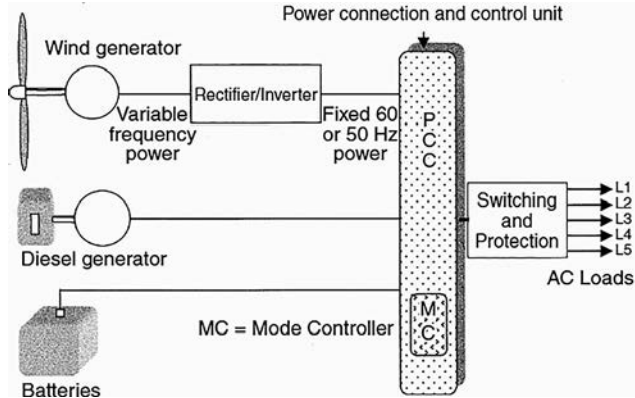 Power connection and control unit
Wind generator
Rectifier/Inverter
Variable
frequency
power
Fixed 60
or 50 Hz
power
P
C
C
Diesel generator
Switching
and
Protection
L1
L2
L3
L4
L5
AC Loads
MC = Mode Controller
M
C
Batteries